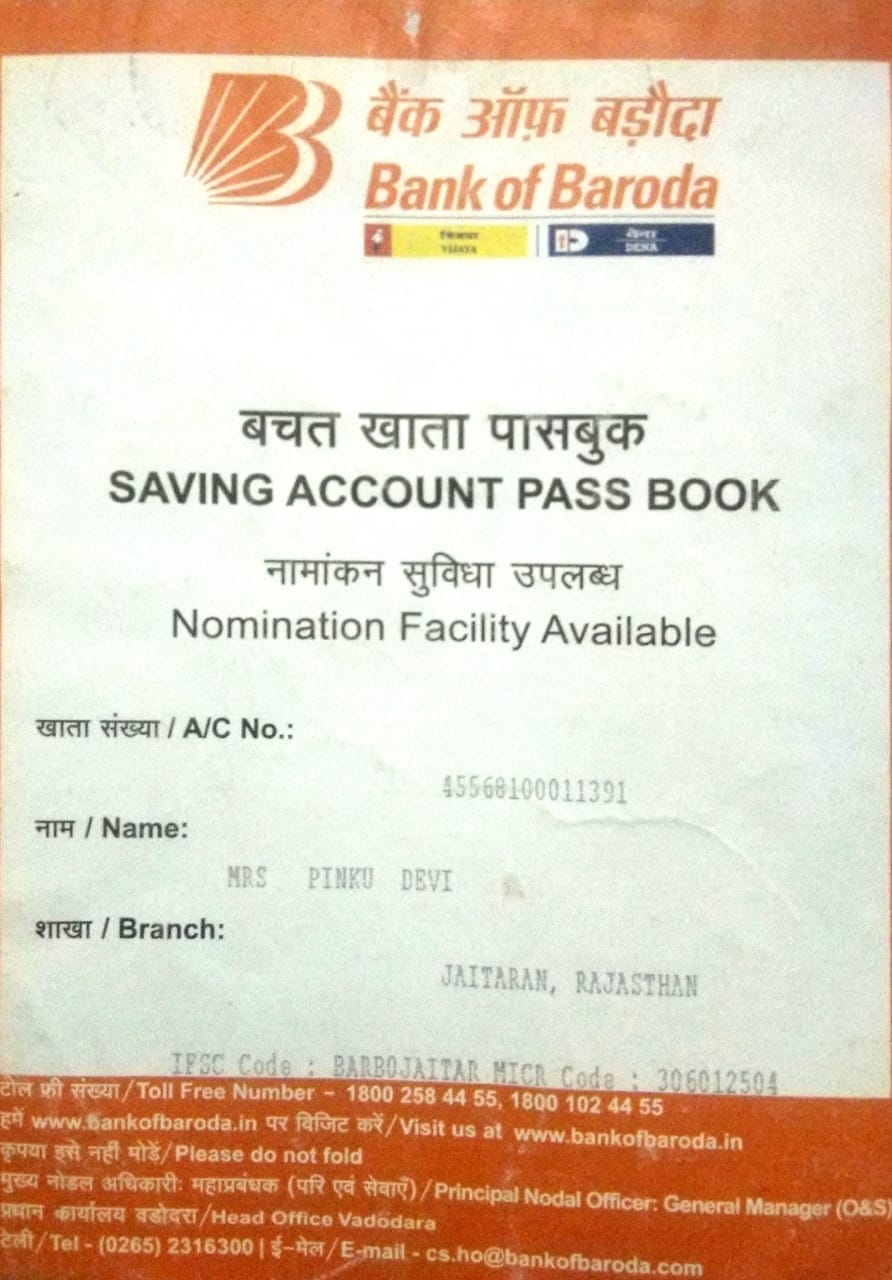 बैंक ऑफ़ बड़ौदा
Bank of Baroda
विजया
VIJAYA
देना
DENA
बचत खाता पासबुक
SAVING ACCOUNT PASS BOOK
नामांकन सुविधा उपलब्ध
Nomination Facility Available
खाता संख्या / A/C No.:
45568100011391
नाम / Name:
MRS PINKU DEVI
शाखा / Branch:
JAITARAN, RAJASTHAN
IFSC Code : BARB0JAITAR MICR Code : 306012504
टोल फ्री संख्या/Toll Free Number ~ 1800 258 44 55, 1800 102 44 55
हमें www.bankofbaroda.in पर विजिट करें/Visit us at www.bankofbaroda.in
कृपया इसे नहीं मोडें/Please do not fold
मुख्य नोडल अधिकारी: महाप्रबंधक (परि एवं सेवाएँ)/Principal Nodal Officer: General Manager (O&S)
प्रधान कार्यालय वडोदरा/Head Office Vadodara
टेली/Tel - (0265) 2316300 | ई-मेल/E-mail - cs.ho@bankofbaroda.com